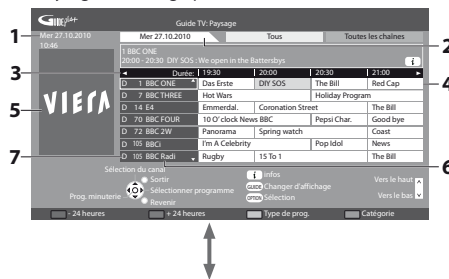 GUIDE plus+
Guide TV: Paysage
1
Mer 27.10.2010
10:46
Mer 27.10.2010
Tous
Toutes les chaînes
2
1 BBC ONE
20:00 - 20:30 DIY SOS : We open in the Battersbys
i
3
Durée:
19:30
20:00
20:30
21:00
D 1 BBC ONE
Das Erste
DIY SOS
The Bill
Red Cap
4
D 7 BBC THREE
Hot Wars
Holiday Program
D 14 E4
Emmerdal.
Coronation Street
The Bill
5
VIERA
D 70 BBC FOUR
10 O'clock News BBC
Pepsi Char.
Good bye
D 72 BBC 2W
Panorama
Spring watch
Coast
D 105 BBCi
I'm A Celebrity
Pop Idol
News
7
D 105 BBC Radi
Rugby
15 To 1
The Bill
6
Sélection du canal
Sortir
Prog. minuterie
Sélectionner programme
Revenir
i infos
GUIDE Changer d'affichage
OPTION Sélection
Vers le haut
Vers le bas
- 24 heures
+ 24 heures
Type de prog.
Catégorie